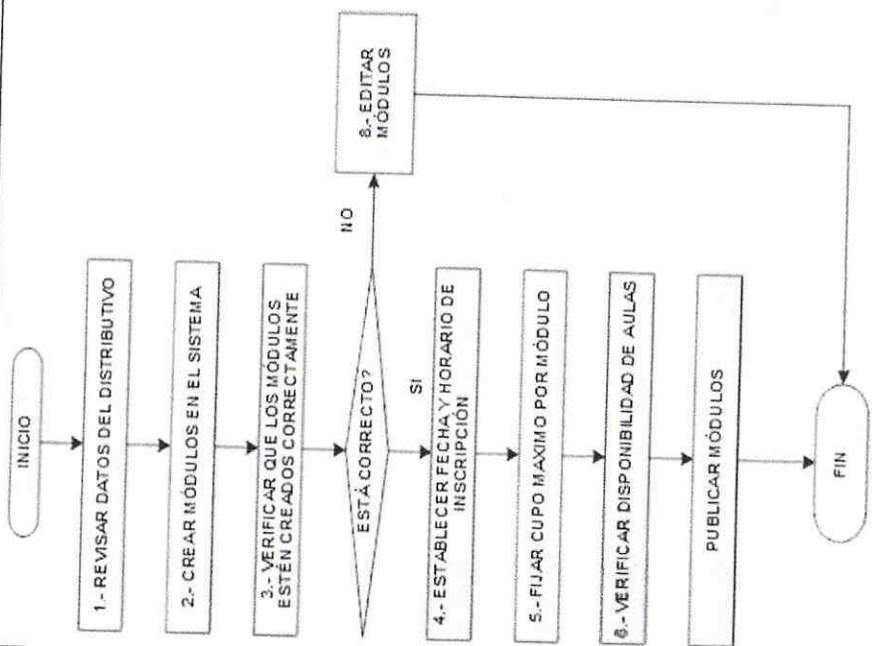 INICIO
1.- REVISAR DATOS DEL DISTRIBUTIVO
2.- CREAR MÓDULOS EN EL SISTEMA
3.- VERIFICAR QUE LOS MÓDULOS
ESTÉN CREADOS CORRECTAMENTE
ESTÁ CORRECTO?
NO
8.- EDITAR
MÓDULOS
SI
4.- ESTABLECER FECHA Y HORARIO DE
INSCRIPCIÓN
5.- FIJAR CUPO MAXIMO POR MÓDULO
6.- VERIFICAR DISPONIBILIDAD DE AULAS
PUBLICAR MÓDULOS
FIN